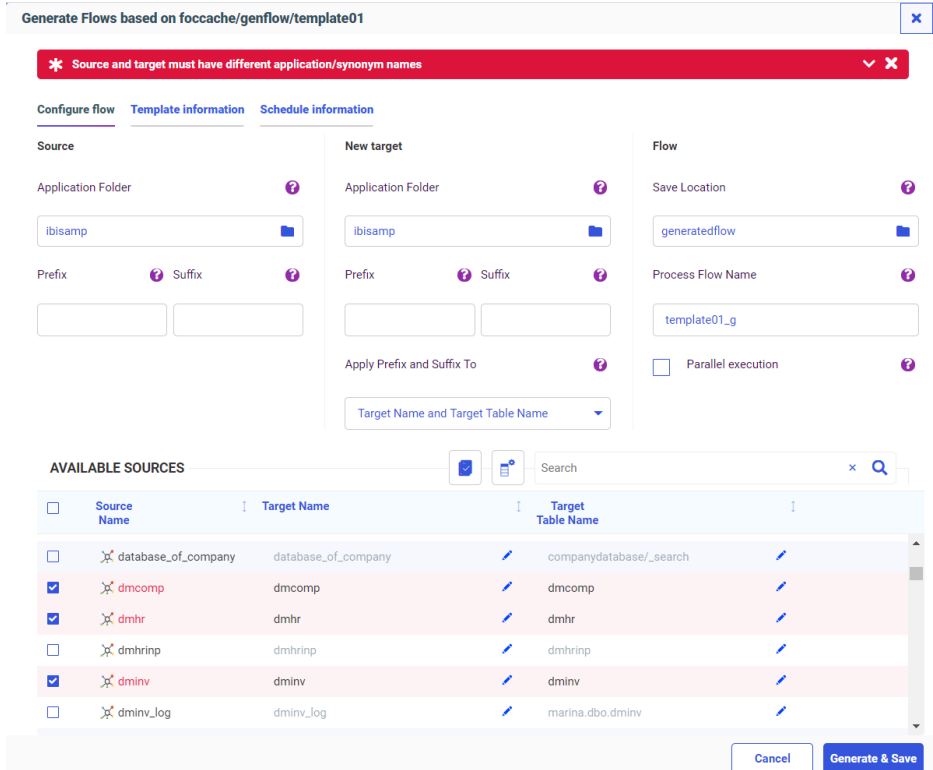 Generate Flows based on foccache/genflow/template01
Source and target must have different application/synonym names
Configure flow Template information Schedule information
Source New target Flow
Application Folder Application Folder Save Location
ibisamp ibisamp generatedflow
Prefix Suffix Prefix Suffix Process Flow Name
template01_g
Apply Prefix and Suffix To Parallel execution
Target Name and Target Table Name
AVAILABLE SOURCES Search
Source Name Target Name Target Table Name
database_of_company database_of_company companydatabase/_search
dmcomp dmcomp dmcomp
dmhr dmhr dmhr
dmhrinp dmhrinp dmhrinp
dminv dminv dminv
dminv_log dminv_log marina.dbo.dminv
Cancel Generate & Save